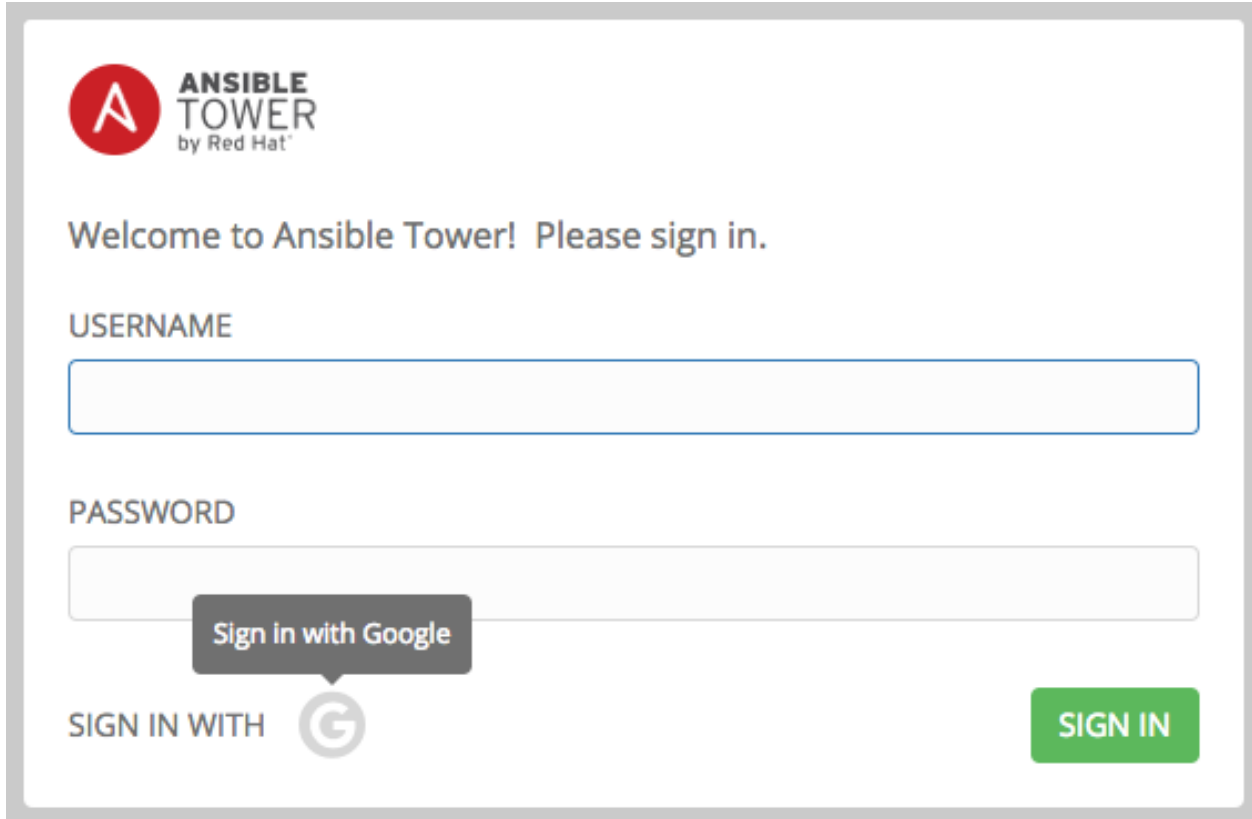 ANSIBLE
TOWER
by Red Hat
Welcome to Ansible Tower! Please sign in.
USERNAME
PASSWORD
Sign in with Google
SIGN IN WITH G
SIGN IN